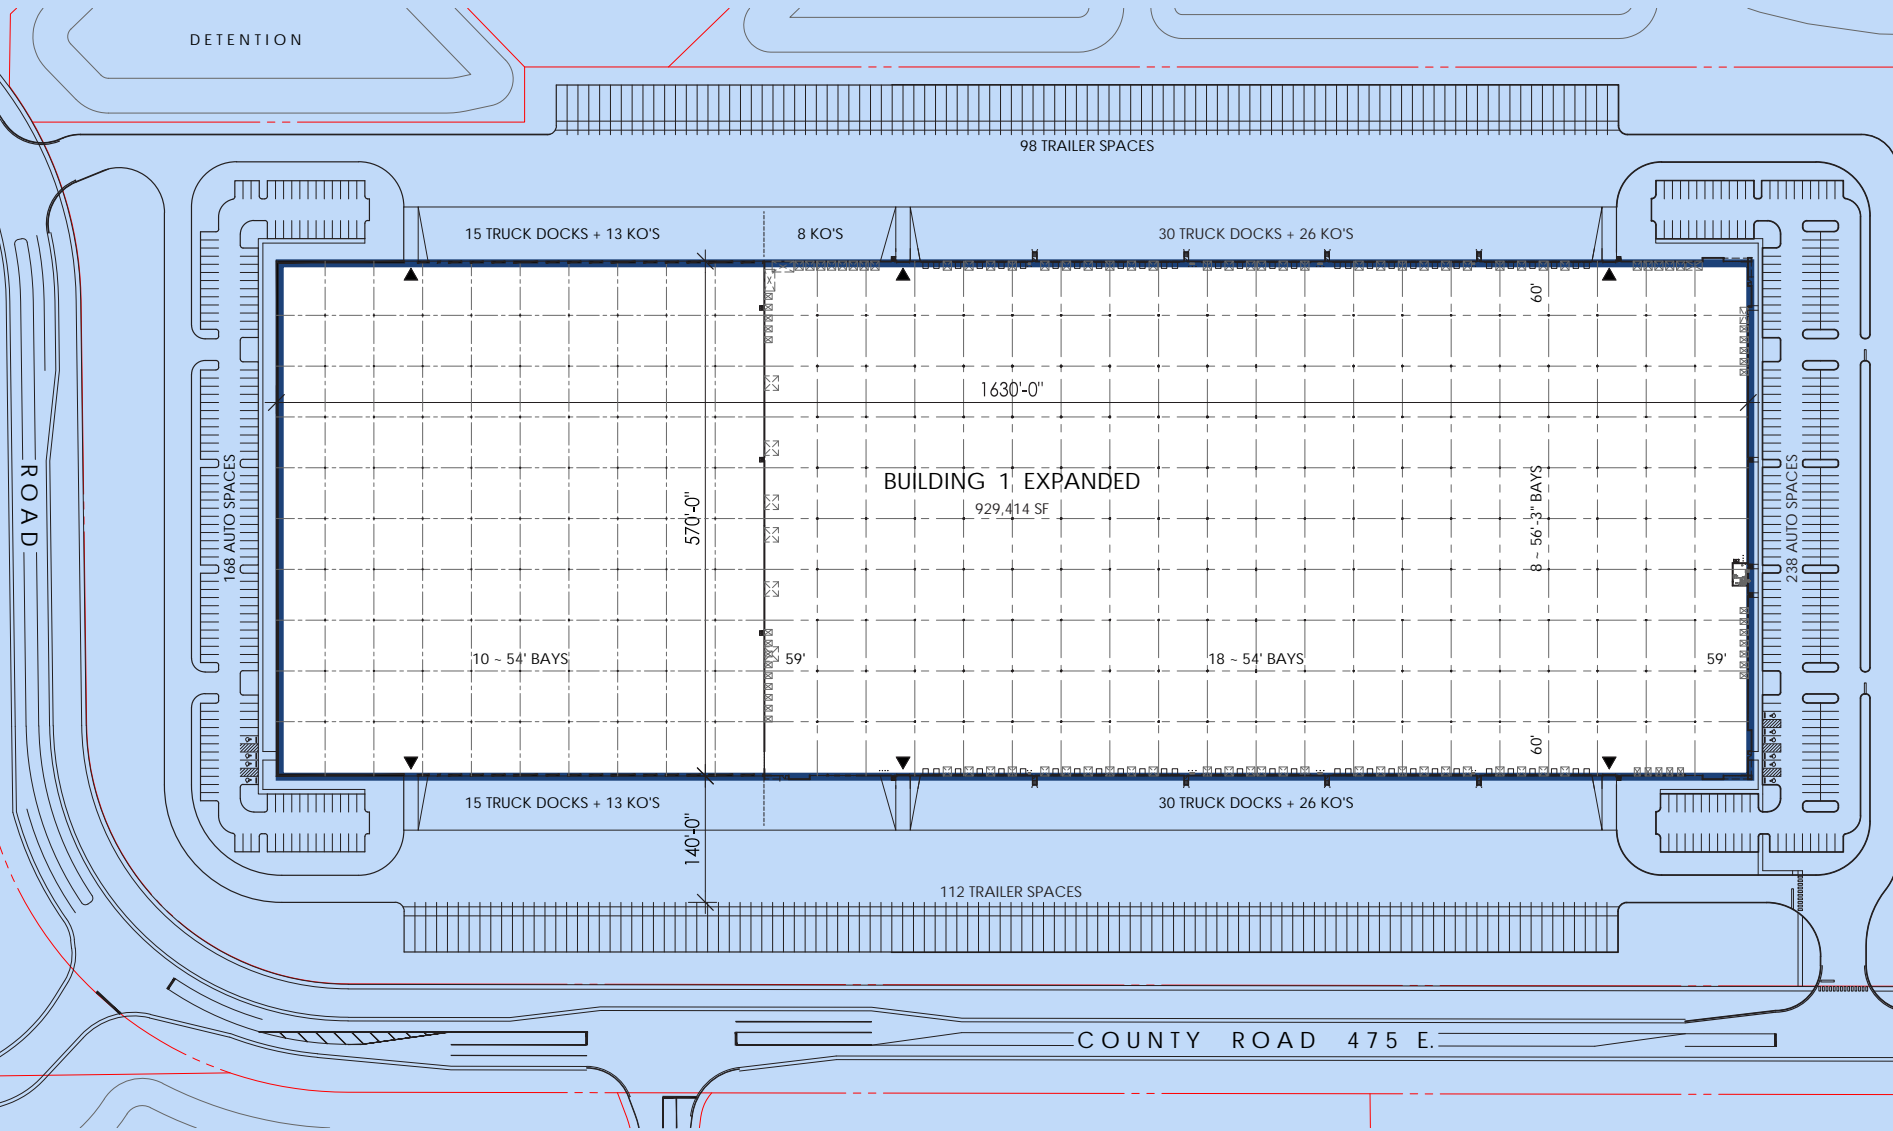 DETENTION
98 TRAILER SPACES
15 TRUCK DOCKS + 13 KO'S
8 KO'S
30 TRUCK DOCKS + 26 KO'S
60'
1630'-0"
ROAD
168 AUTO SPACES
570'-0"
BUILDING 1 EXPANDED
929,414 SF
8 ~ 56'-3" BAYS
238 AUTO SPACES
10 ~ 54' BAYS
59'
18 ~ 54' BAYS
59'
60'
15 TRUCK DOCKS + 13 KO'S
30 TRUCK DOCKS + 26 KO'S
140'-0"
112 TRAILER SPACES
COUNTY ROAD 475 E.